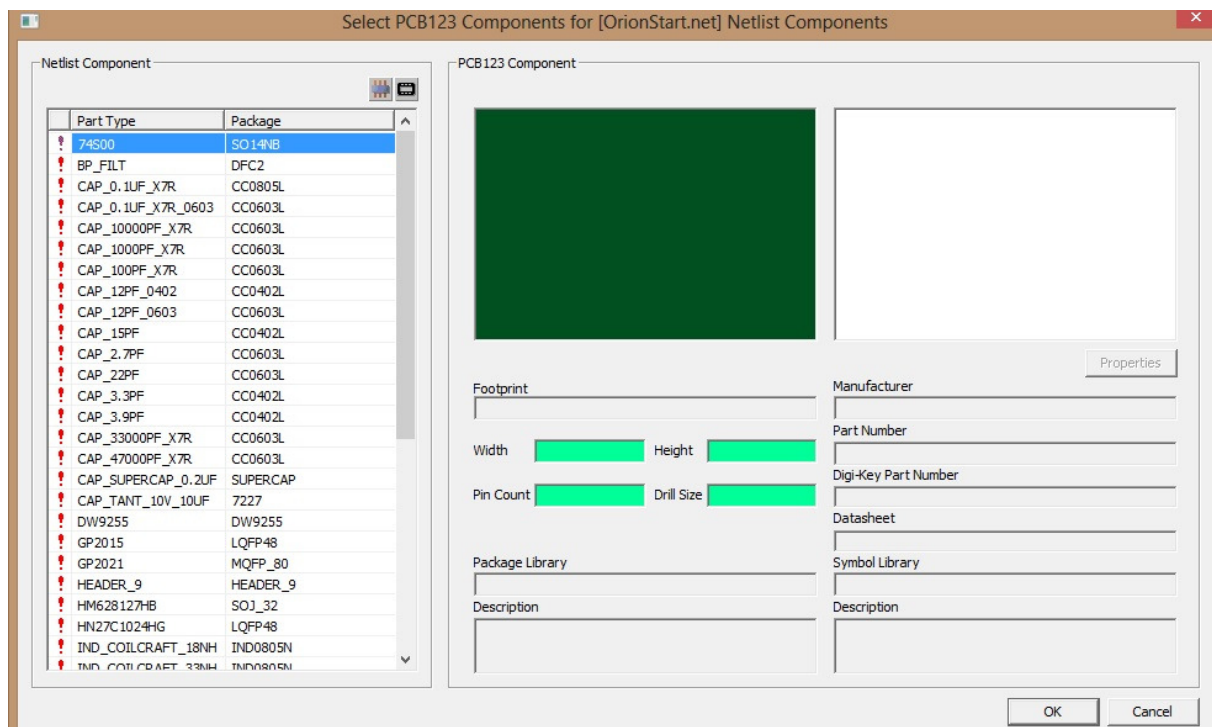 Select PCB123 Components for [OrionStart.net] Netlist Components
Netlist Component
Part Type Package
74S00 SO14NB
BP_FILT DFC2
CAP_0.1UF_X7R CC0805L
CAP_0.1UF_X7R_0603 CC0603L
CAP_10000PF_X7R CC0603L
CAP_1000PF_X7R CC0603L
CAP_100PF_X7R CC0603L
CAP_12PF_0402 CC0402L
CAP_12PF_0603 CC0603L
CAP_15PF CC0402L
CAP_2.7PF CC0603L
CAP_22PF CC0603L
CAP_3.3PF CC0402L
CAP_3.9PF CC0402L
CAP_33000PF_X7R CC0603L
CAP_47000PF_X7R CC0603L
CAP_SUPERCAP_0.2UF SUPERCAP
CAP_TANT_10V_10UF 7227
DW9255 DW9255
GP2015 LQFP48
GP2021 MQFP_80
HEADER_9 HEADER_9
HM628127HB SOJ_32
HN27C1024HG LQFP48
IND_COILCRAFT_18NH IND0805N
IND_COILCRAFT_33NH IND0805N
PCB123 Component
Properties
Footprint
Width Height
Pin Count Drill Size
Package Library
Description
Manufacturer
Part Number
Digi-Key Part Number
Datasheet
Symbol Library
Description
OK Cancel